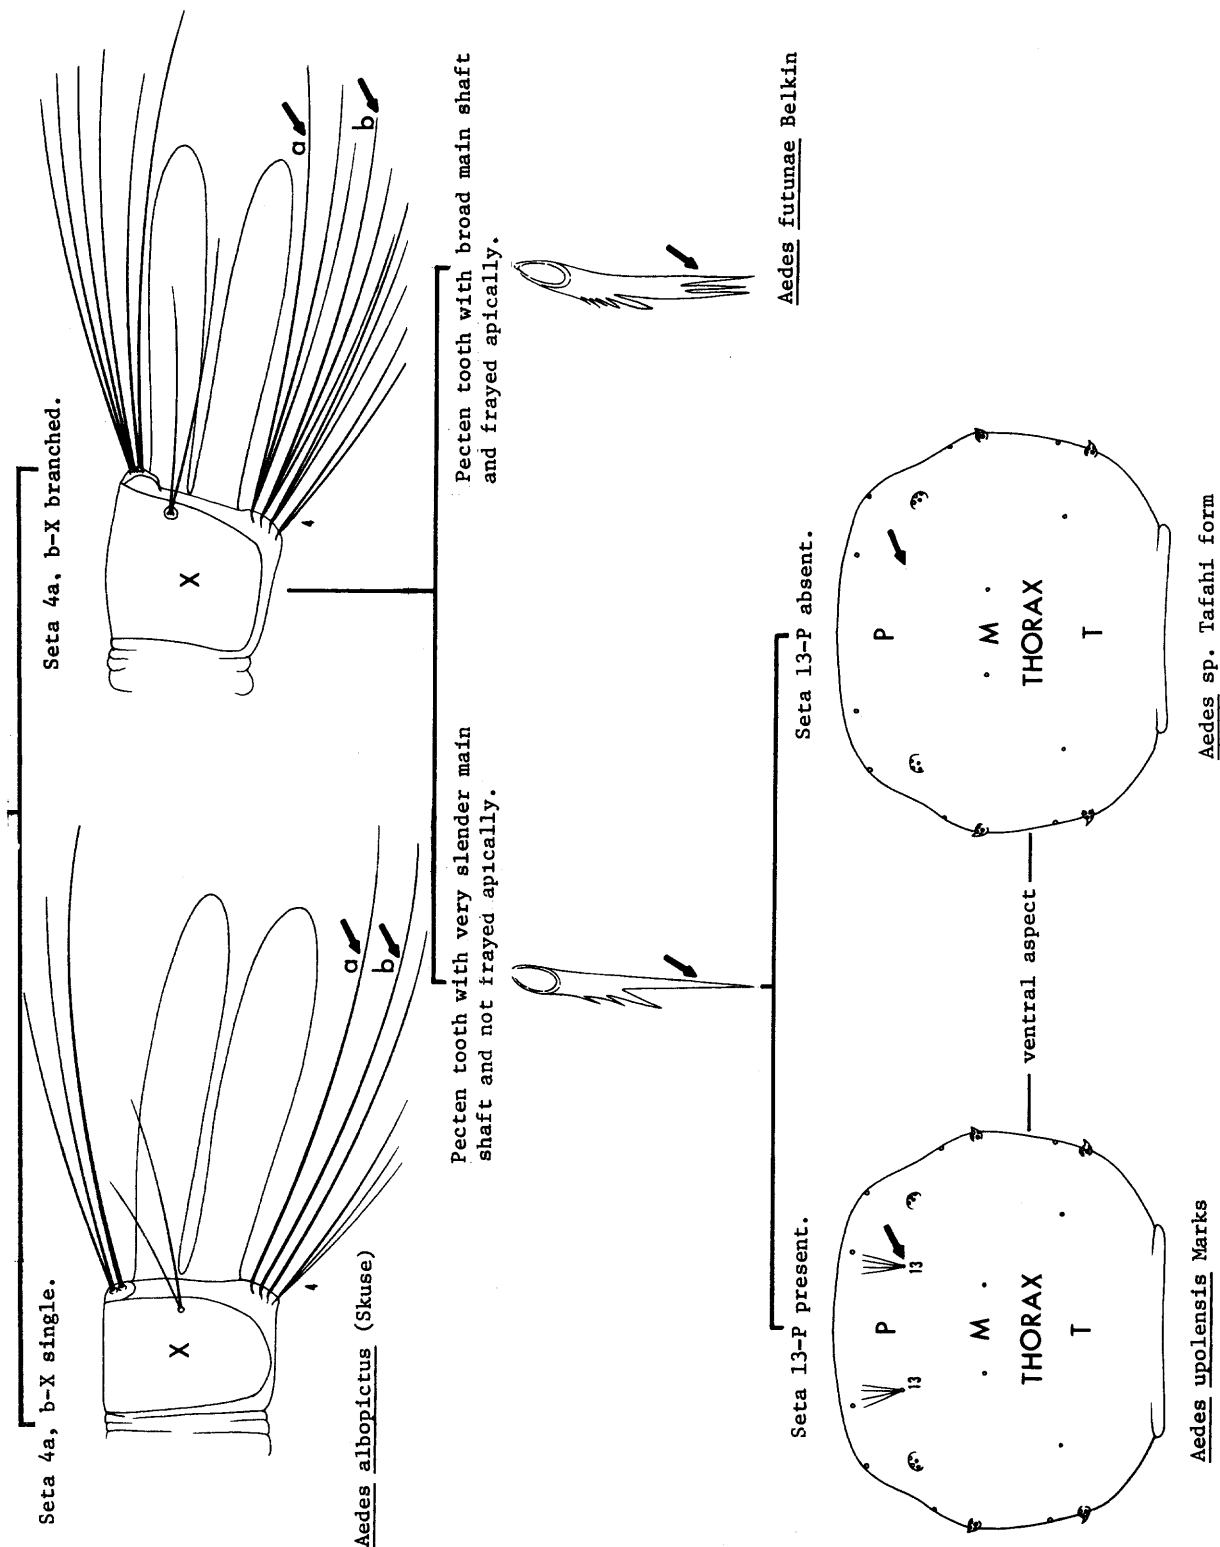 Seta 4a, b-X single.
Seta 4a, b-X branched.
X
a
b
4
Aedes albopictus (Skuse)
X
a
b
4
Pecten tooth with very slender main
shaft and not frayed apically.
Pecten tooth with broad main shaft
and frayed apically.
Aedes futunae Belkin
Seta 13-P present.
Seta 13-P absent.
P
13
13
M
THORAX
T
ventral aspect
P
M
THORAX
T
Aedes upolensis Marks
Aedes sp. Tafahi form